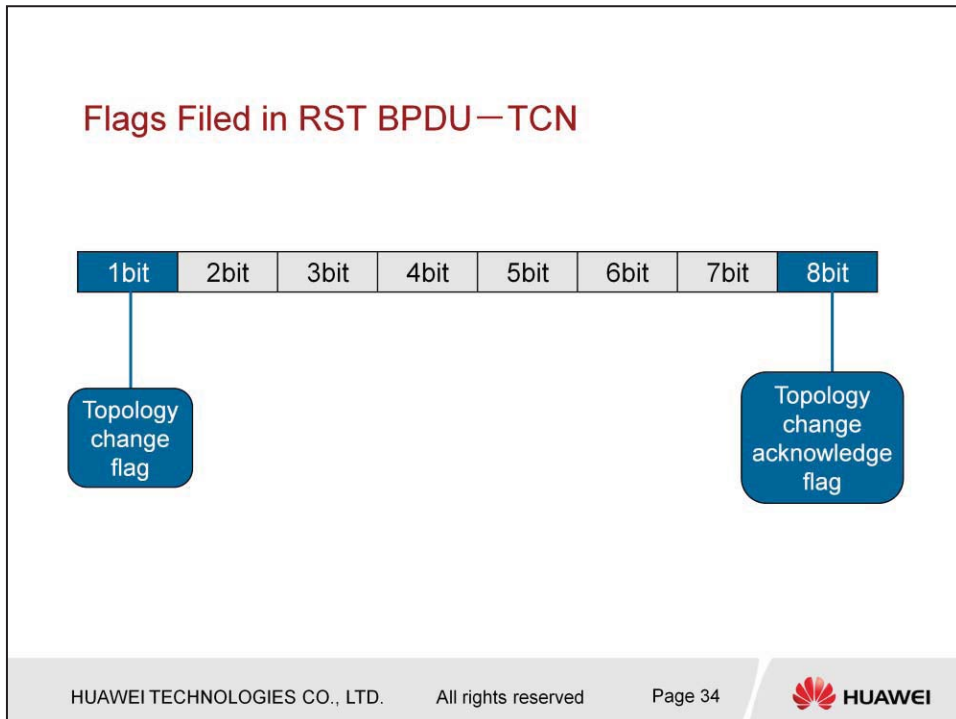 Flags Filed in RST BPDU—TCN
1bit 2bit 3bit 4bit 5bit 6bit 7bit 8bit
Topology
change
flag
Topology
change
acknowledge
flag
HUAWEI TECHNOLOGIES CO., LTD. All rights reserved Page 34 HUAWEI